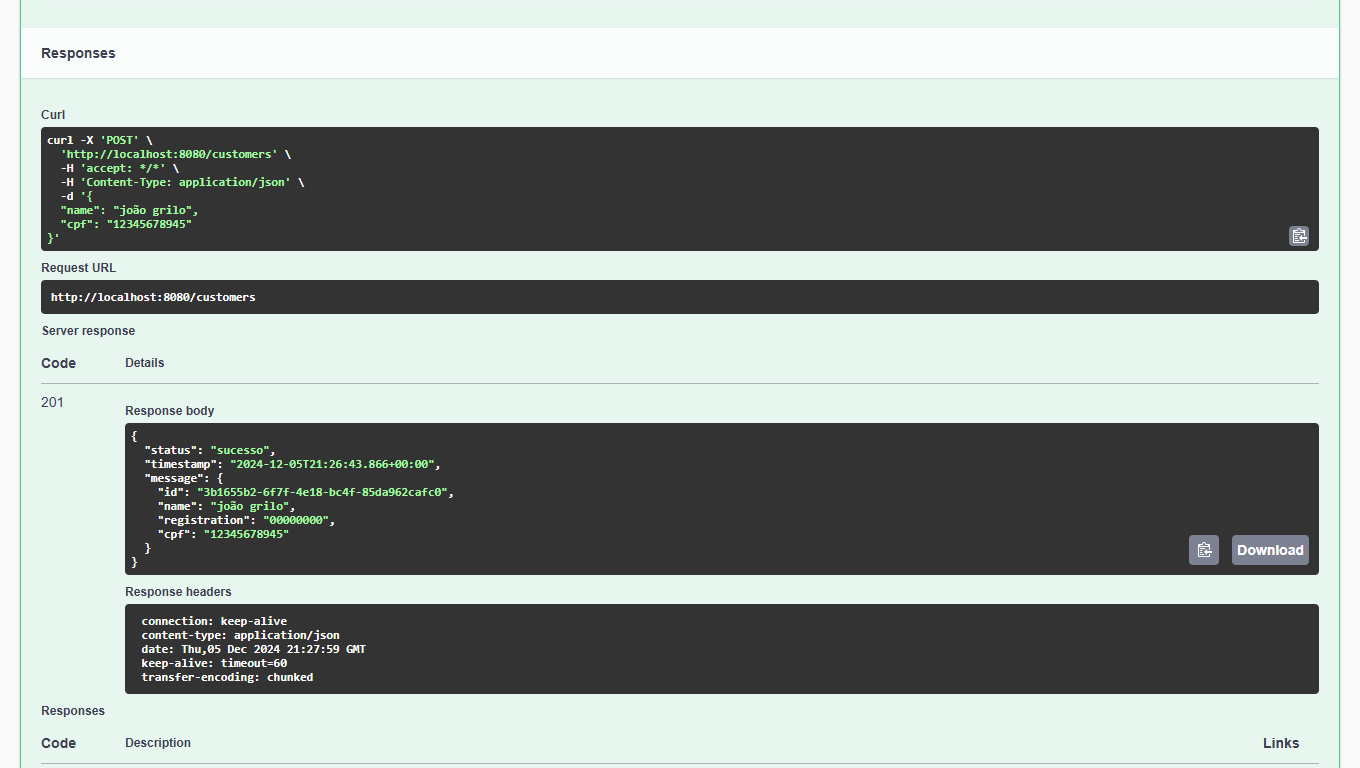 Responses
Curl
curl -X 'POST' \
  'http://localhost:8080/customers' \
  -H 'accept: */*' \
  -H 'Content-Type: application/json' \
  -d '{
  "name": "joão grilo",
  "cpf": "12345678945"
}'
Request URL
http://localhost:8080/customers
Server response
Code Details
201
Response body
{
  "status": "sucesso",
  "timestamp": "2024-12-05T21:26:43.866+00:00",
  "message": {
    "id": "3b1655b2-6f7f-4e18-bc4f-85da962cafc0",
    "name": "joão grilo",
    "registration": "00000000",
    "cpf": "12345678945"
  }
}
Download
Response headers
connection: keep-alive
content-type: application/json
date: Thu,05 Dec 2024 21:27:59 GMT
keep-alive: timeout=60
transfer-encoding: chunked
Responses
Code Description Links